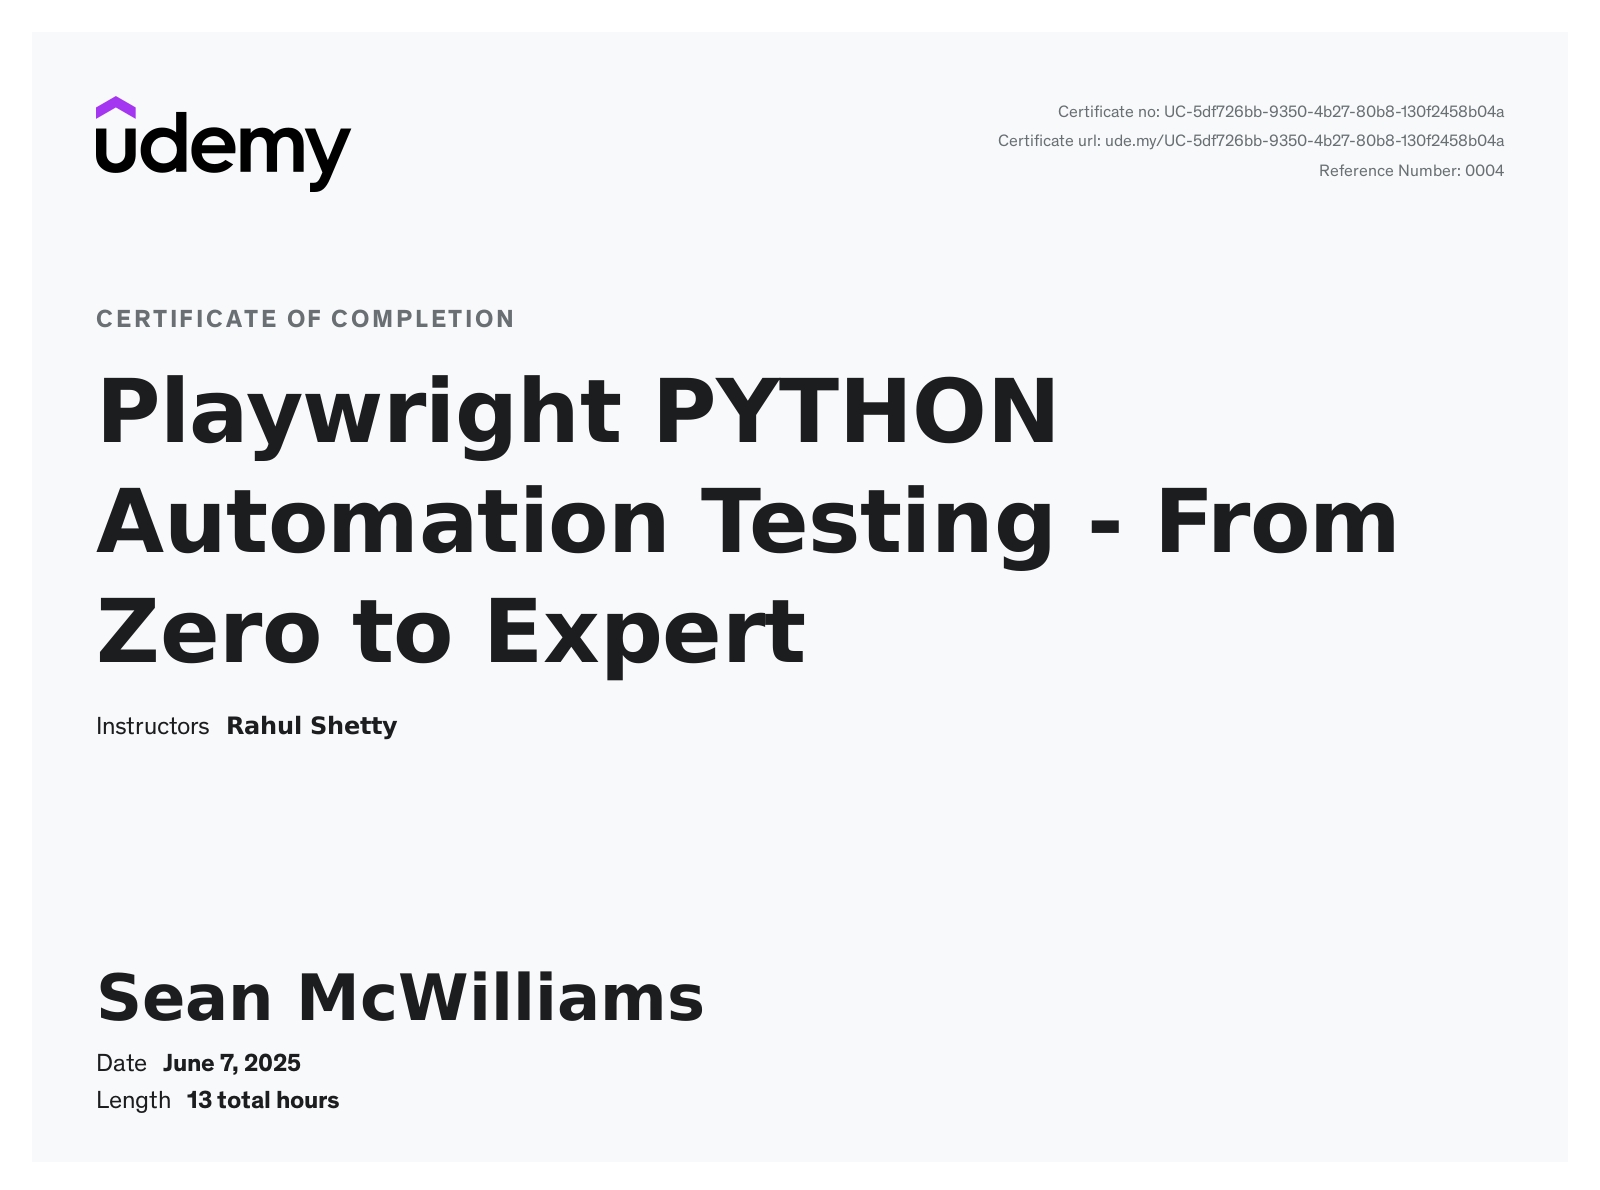 udemy
Certificate no: UC-5df726bb-9350-4b27-80b8-130f2458b04a
Certificate url: ude.my/UC-5df726bb-9350-4b27-80b8-130f2458b04a
Reference Number: 0004
CERTIFICATE OF COMPLETION
Playwright PYTHON
Automation Testing - From
Zero to Expert
Instructors Rahul Shetty
Sean McWilliams
Date June 7, 2025
Length 13 total hours